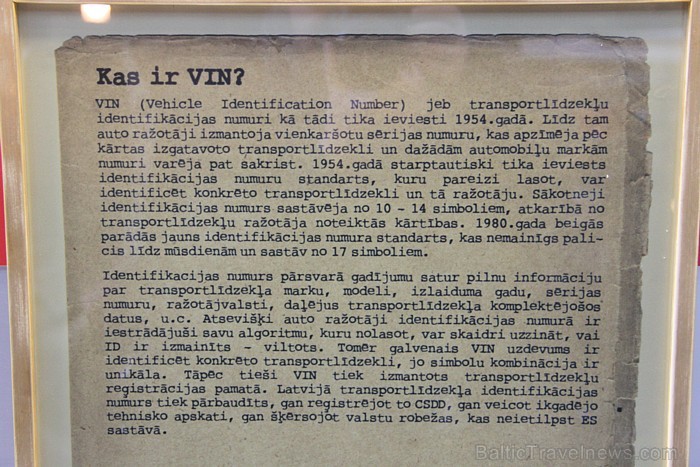 Kas ir VIN?
VIN (Vehicle Identification Number) jeb transportlīdzekļu
identifikācijas numuri kā tādi tika ieviesti 1954.gadā. Līdz tam
auto ražotāji izmantoja vienkaršotu sērijas numuru, kas apzīmēja pēc
kārtas izgatavoto transportlīdzekli un dažādām automobiļu markām
numuri varēja pat sakrist. 1954.gadā starptautiski tika ieviests
identifikācijas numuru standarts, kuru pareizi lasot, var
identificēt konkrēto transportlīdzekli un tā ražotāju. Sākotneji
identifikācijas numurs sastāvēja no 10 - 14 simboliem, atkarībā no
transportlīdzekļu ražotāja noteiktās kārtības. 1980.gada beigās
parādās jauns identifikācijas numura standarts, kas nemainīgs pali-
cis līdz mūsdienām un sastāv no 17 simboliem.
Identifikacijas numurs pārsvarā gadījumu satur pilnu informāciju
par transportlīdzekļa marku, modeli, izlaiduma gadu, sērijas
numuru, ražotājvalsti, daļējus transportlīdzekļa komplektējošos
datus, u.c. Atsevišķi auto ražotāji identifikācijas numurā ir
iestrādājuši savu algoritmu, kuru nolasot, var skaidri uzzināt, vai
ID ir izmainīts - viltots. Tomēr galvenais VIN uzdevums ir
identificēt konkrēto transportlīdzekli, jo simbolu kombinācija ir
unikāla. Tāpēc tieši VIN tiek izmantots transportlīdzekļu
reģistrācijas pamatā. Latvijā transportlīdzekļa identifikācijas
numurs tiek pārbaudīts, gan reģistrējot to CSDD, gan veicot ikgadējo
tehnisko apskati, gan šķērsojot valstu robežas, kas neietilpst ES
sastāvā.
BalticTravelnews.com